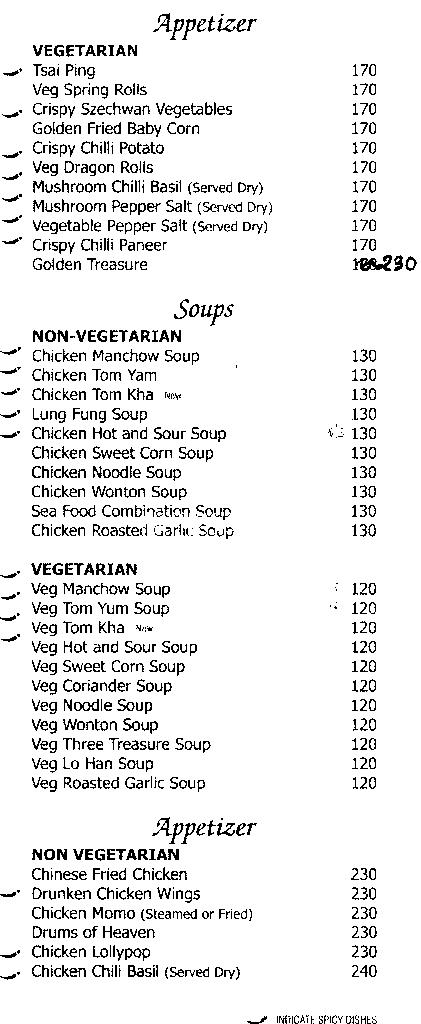 Appetizer
VEGETARIAN
Tsai Ping 170
Veg Spring Rolls 170
Crispy Szechwan Vegetables 170
Golden Fried Baby Corn 170
Crispy Chilli Potato 170
Veg Dragon Rolls 170
Mushroom Chilli Basil (Served Dry) 170
Mushroom Pepper Salt (Served Dry) 170
Vegetable Pepper Salt (Served Dry) 170
Crispy Chilli Paneer 170
Golden Treasure 230
Soups
NON-VEGETARIAN
Chicken Manchow Soup 130
Chicken Tom Yam 130
Chicken Tom Kha New 130
Lung Fung Soup 130
Chicken Hot and Sour Soup 130
Chicken Sweet Corn Soup 130
Chicken Noodle Soup 130
Chicken Wonton Soup 130
Sea Food Combination Soup 130
Chicken Roasted Garlic Soup 130
VEGETARIAN
Veg Manchow Soup 120
Veg Tom Yum Soup 120
Veg Tom Kha New 120
Veg Hot and Sour Soup 120
Veg Sweet Corn Soup 120
Veg Coriander Soup 120
Veg Noodle Soup 120
Veg Wonton Soup 120
Veg Three Treasure Soup 120
Veg Lo Han Soup 120
Veg Roasted Garlic Soup 120
Appetizer
NON VEGETARIAN
Chinese Fried Chicken 230
Drunken Chicken Wings 230
Chicken Momo (Steamed or Fried) 230
Drums of Heaven 230
Chicken Lollypop 230
Chicken Chili Basil (Served Dry) 240
INDICATE SPICY DISHES